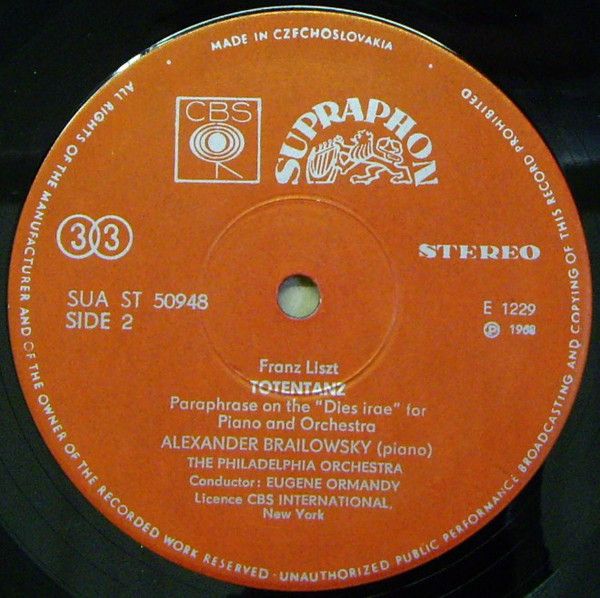 MADE IN CZECHOSLOVAKIA
ALL RIGHTS OF THE MANUFACTURER AND OF THE OWNER OF THE RECORDED WORK RESERVED · UNAUTHORIZED PUBLIC PERFORMANCE BROADCASTING AND COPYING OF THIS RECORD PROHIBITED
CBS
SUPRAPHON
33
STEREO
SUA ST 50948
SIDE 2
E 1229
℗ 1968
Franz Liszt
TOTENTANZ
Paraphrase on the "Dies irae" for
Piano and Orchestra
ALEXANDER BRAILOWSKY (piano)
THE PHILADELPHIA ORCHESTRA
Conductor: EUGENE ORMANDY
Licence CBS INTERNATIONAL,
New York